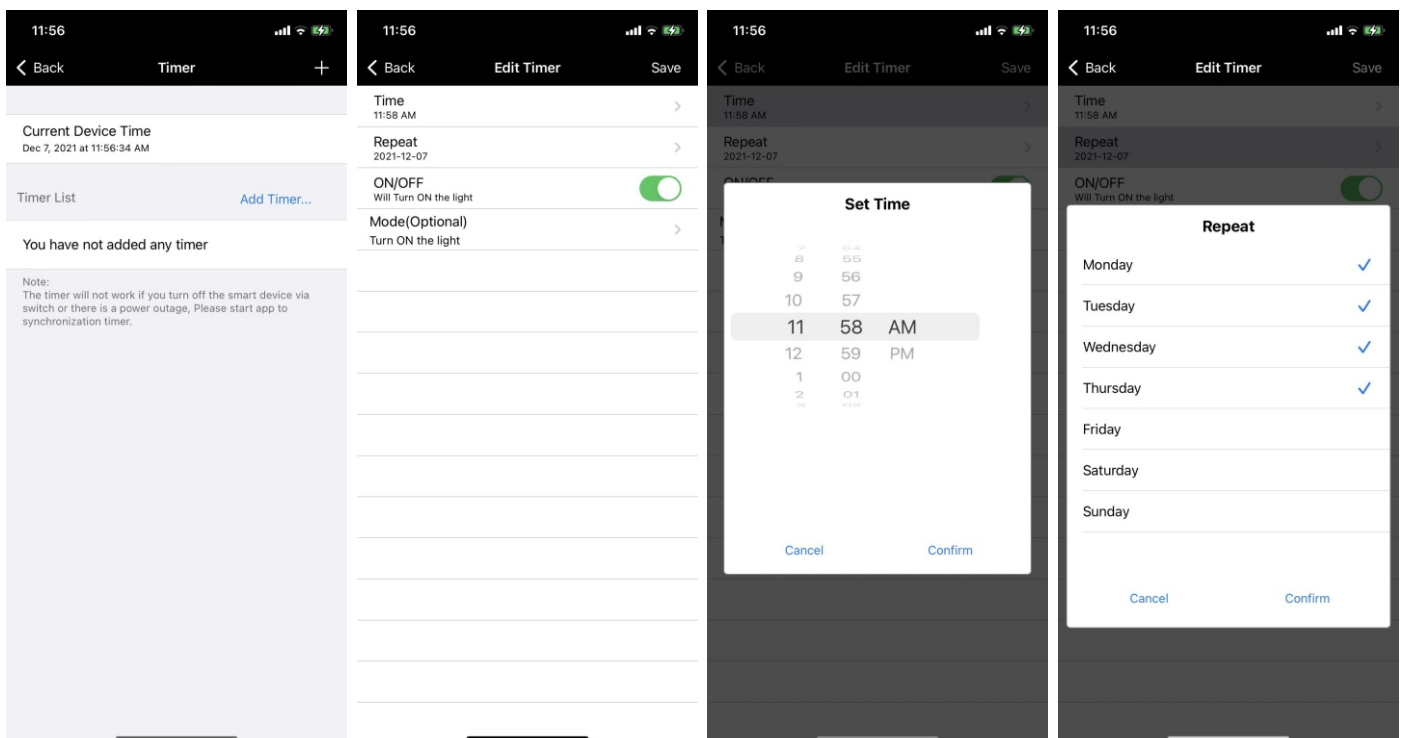 11:56
Back
Timer
+
Current Device Time
Dec 7, 2021 at 11:56:34 AM
Timer List
Add Timer...
You have not added any timer
Note:
The timer will not work if you turn off the smart device via
switch or there is a power outage, Please start app to
synchronization timer.
11:56
Back
Edit Timer
Save
Time
11:58 AM
Repeat
2021-12-07
ON/OFF
Will Turn ON the light
Mode(Optional)
Turn ON the light
11:56
Back
Edit Timer
Save
Time
11:58 AM
Repeat
2021-12-07
ON/OFF
Set Time
8 55
9 56
10 57
11 58 AM
12 59 PM
1 00
2 01
Cancel
Confirm
11:56
Back
Edit Timer
Save
Time
11:58 AM
Repeat
2021-12-07
ON/OFF
Will Turn ON the light
Repeat
Monday
Tuesday
Wednesday
Thursday
Friday
Saturday
Sunday
Cancel
Confirm